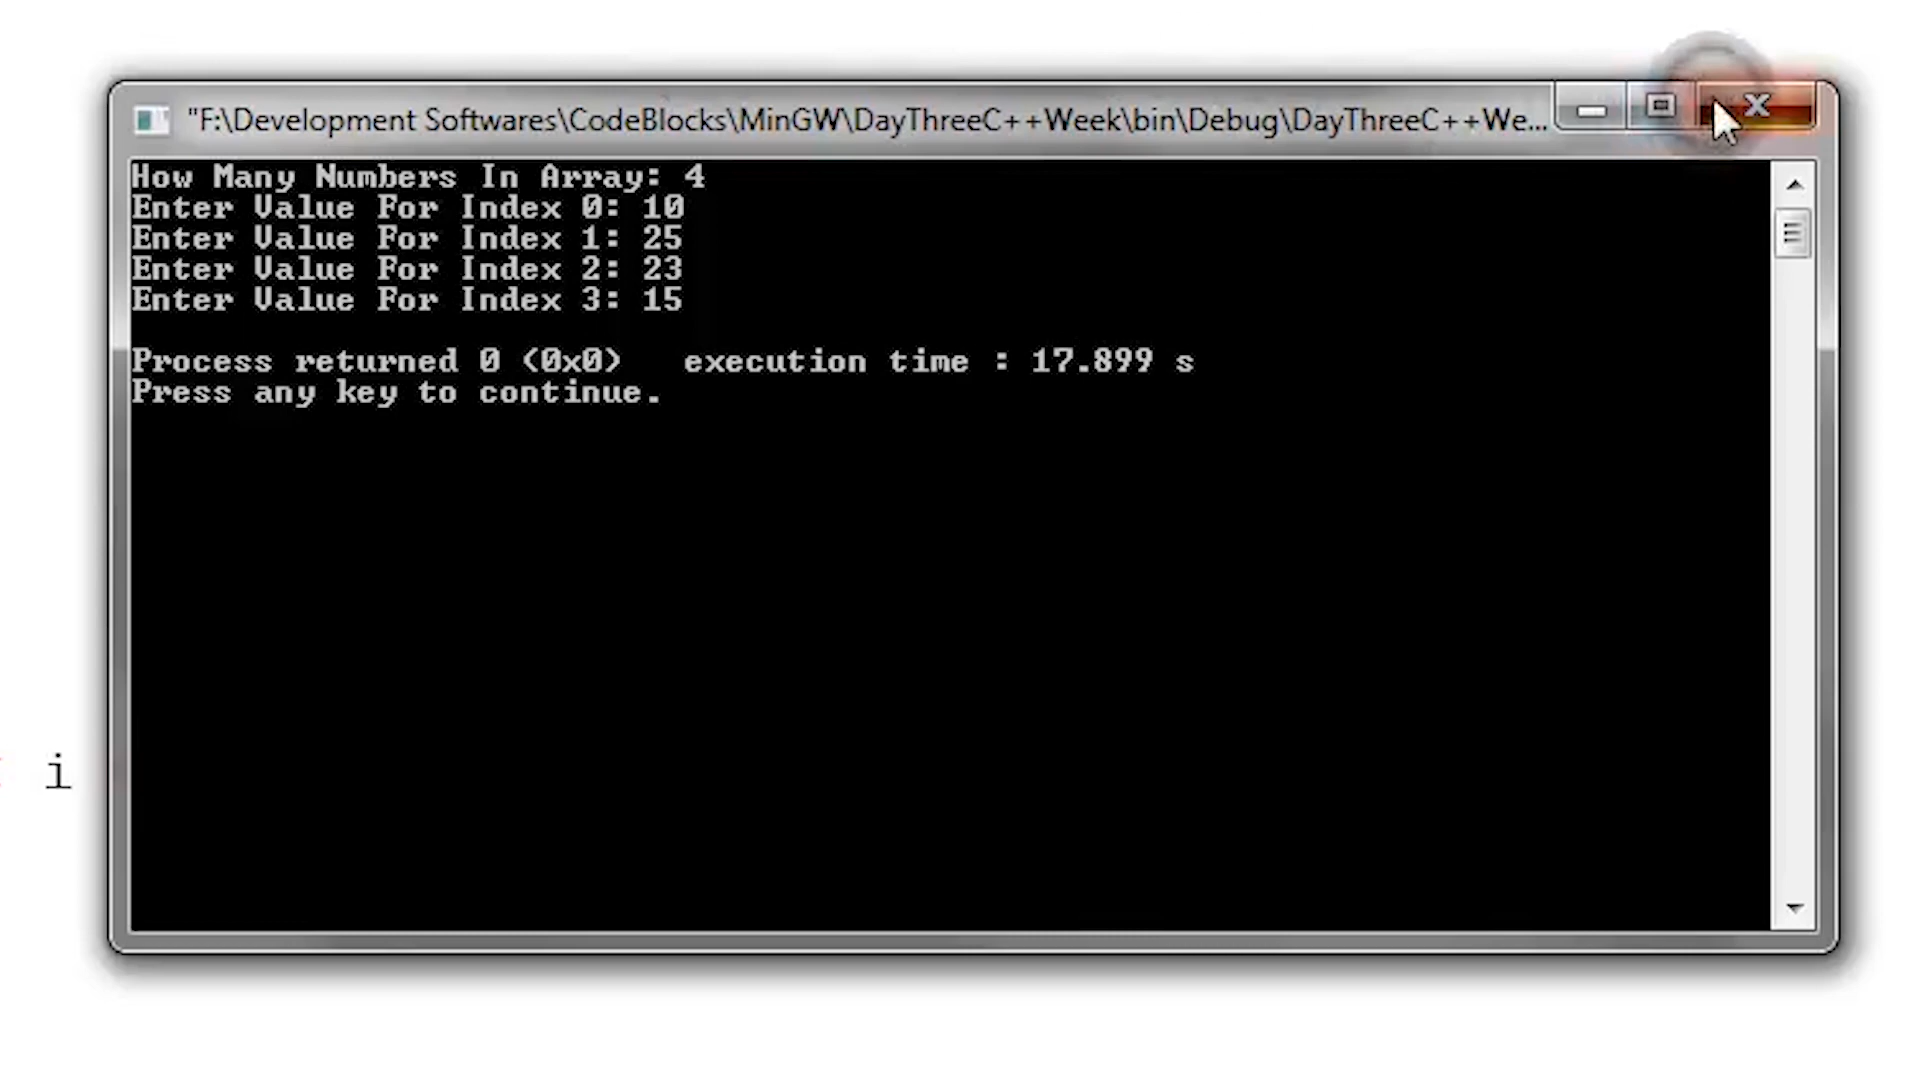 "F:\Development Softwares\CodeBlocks\MinGW\DayThreeC++Week\bin\Debug\DayThreeC++We...
How Many Numbers In Array: 4
Enter Value For Index 0: 10
Enter Value For Index 1: 25
Enter Value For Index 2: 23
Enter Value For Index 3: 15
Process returned 0 (0x0)   execution time : 17.899 s
Press any key to continue.
i